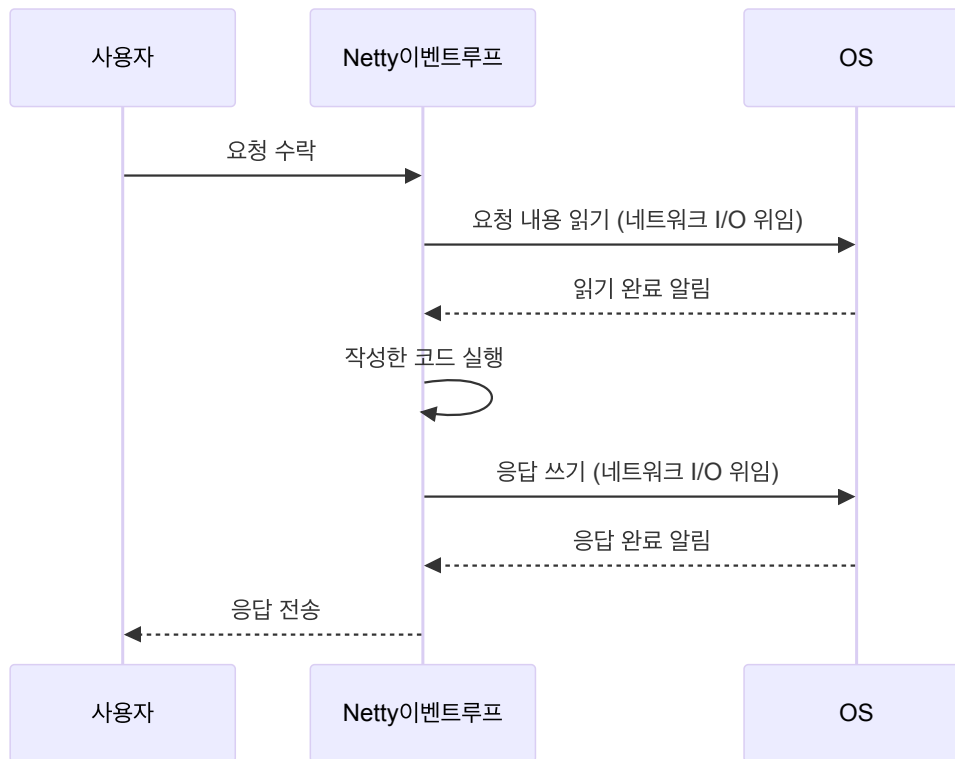 사용자
Netty이벤트루프
OS
요청 수락
요청 내용 읽기 (네트워크 I/O 위임)
읽기 완료 알림
작성한 코드 실행
응답 쓰기 (네트워크 I/O 위임)
응답 완료 알림
응답 전송
사용자
Netty이벤트루프
OS